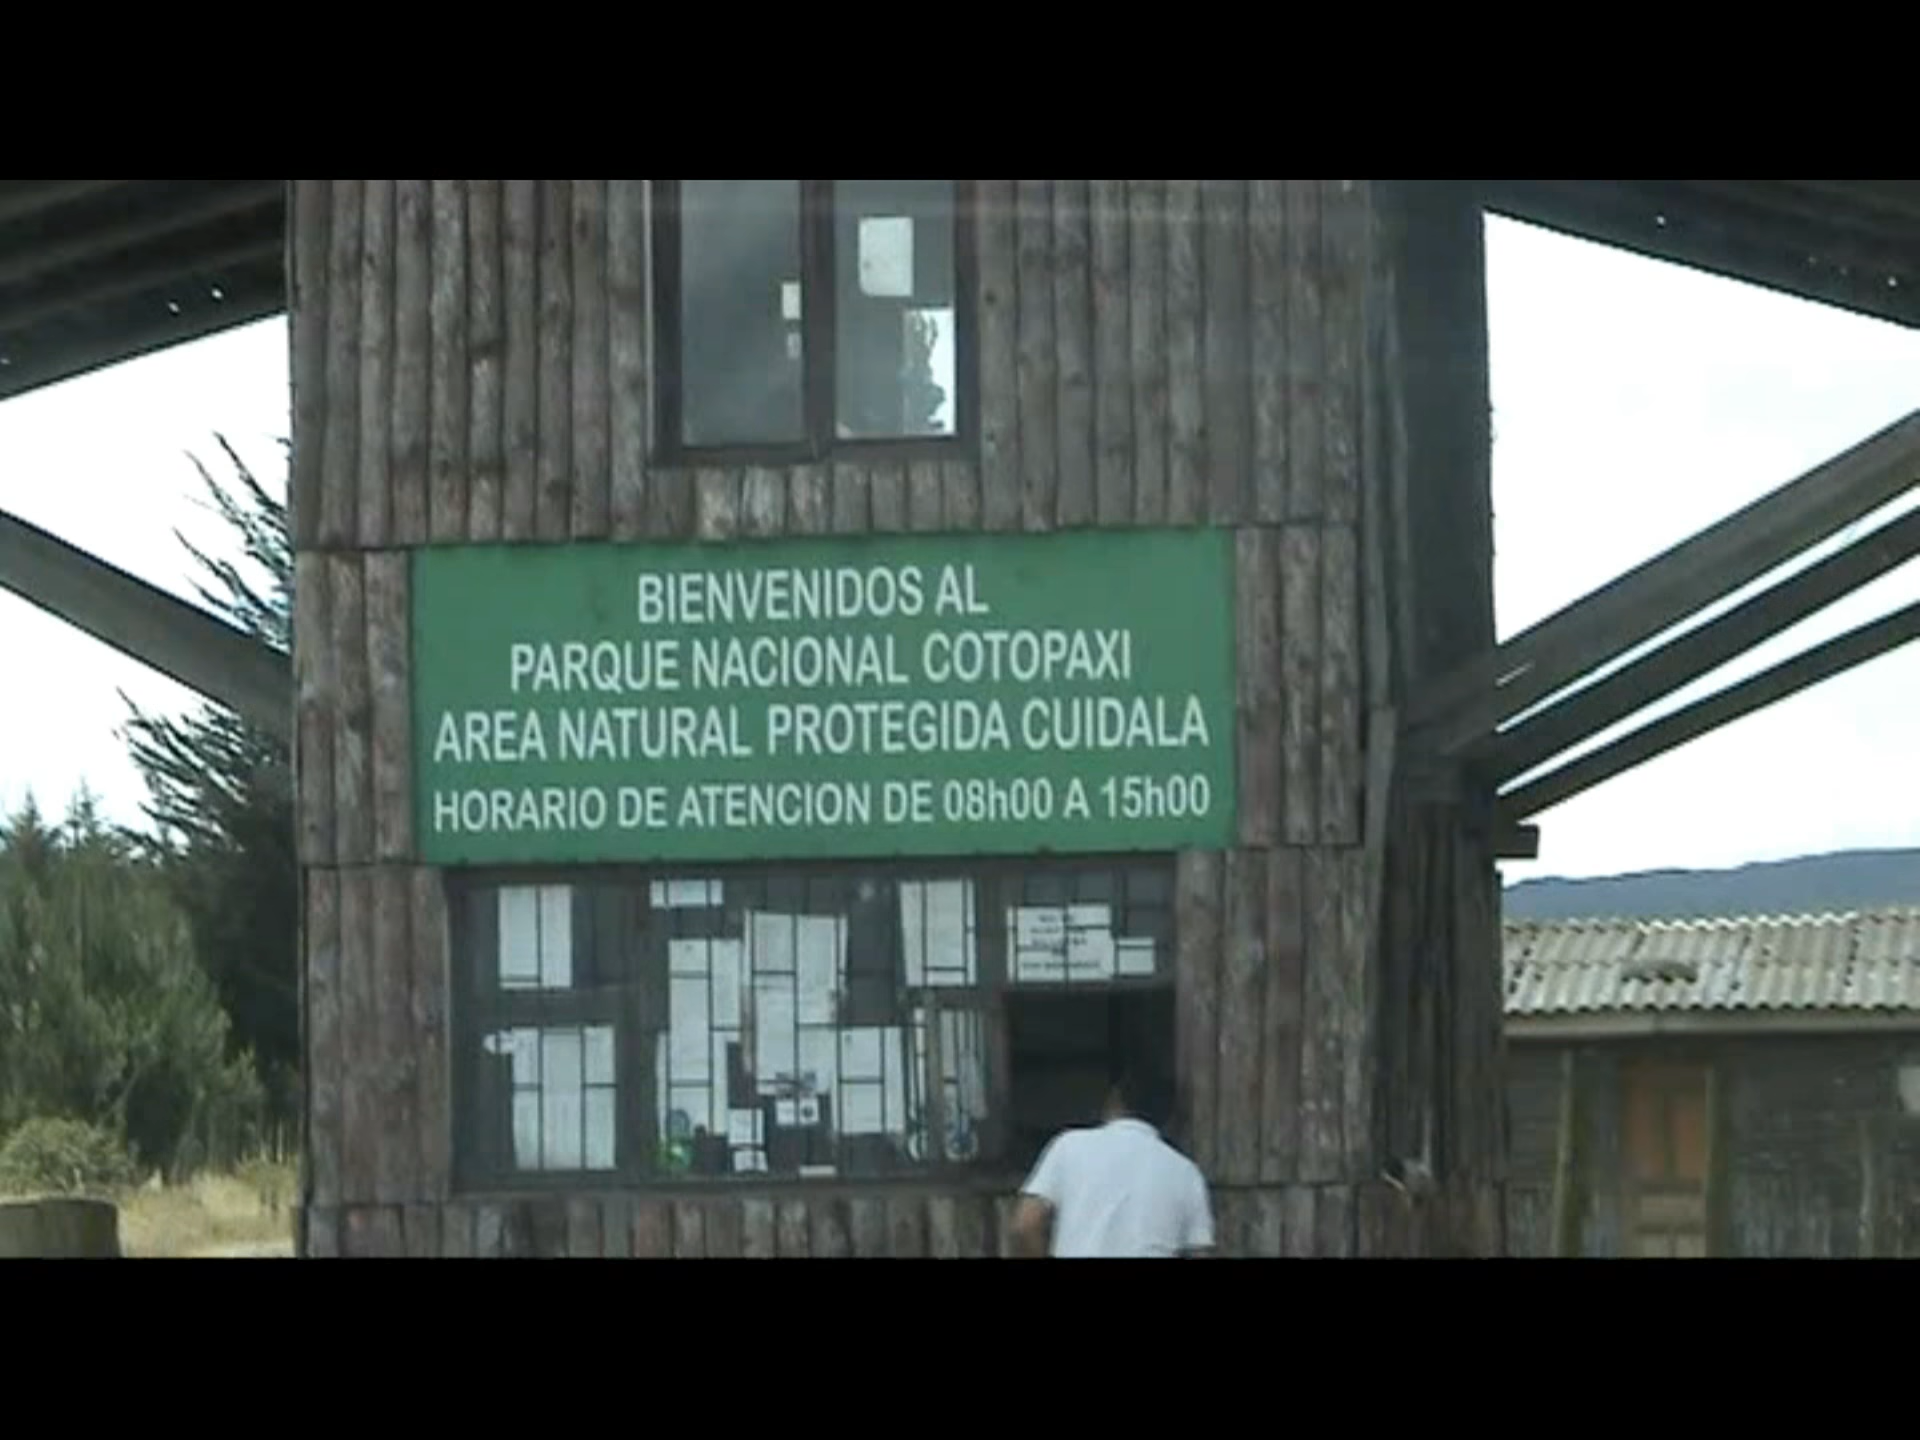 BIENVENIDOS AL
PARQUE NACIONAL COTOPAXI
AREA NATURAL PROTEGIDA CUIDALA
HORARIO DE ATENCION DE 08h00 A 15h00